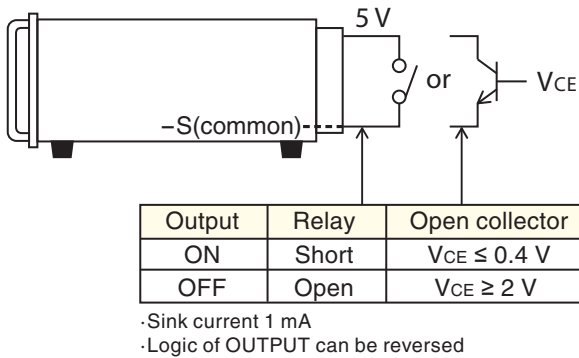 5 V
or
VCE
−S(common)
Output Relay Open collector
ON Short VCE ≤ 0.4 V
OFF Open VCE ≥ 2 V
·Sink current 1 mA
·Logic of OUTPUT can be reversed